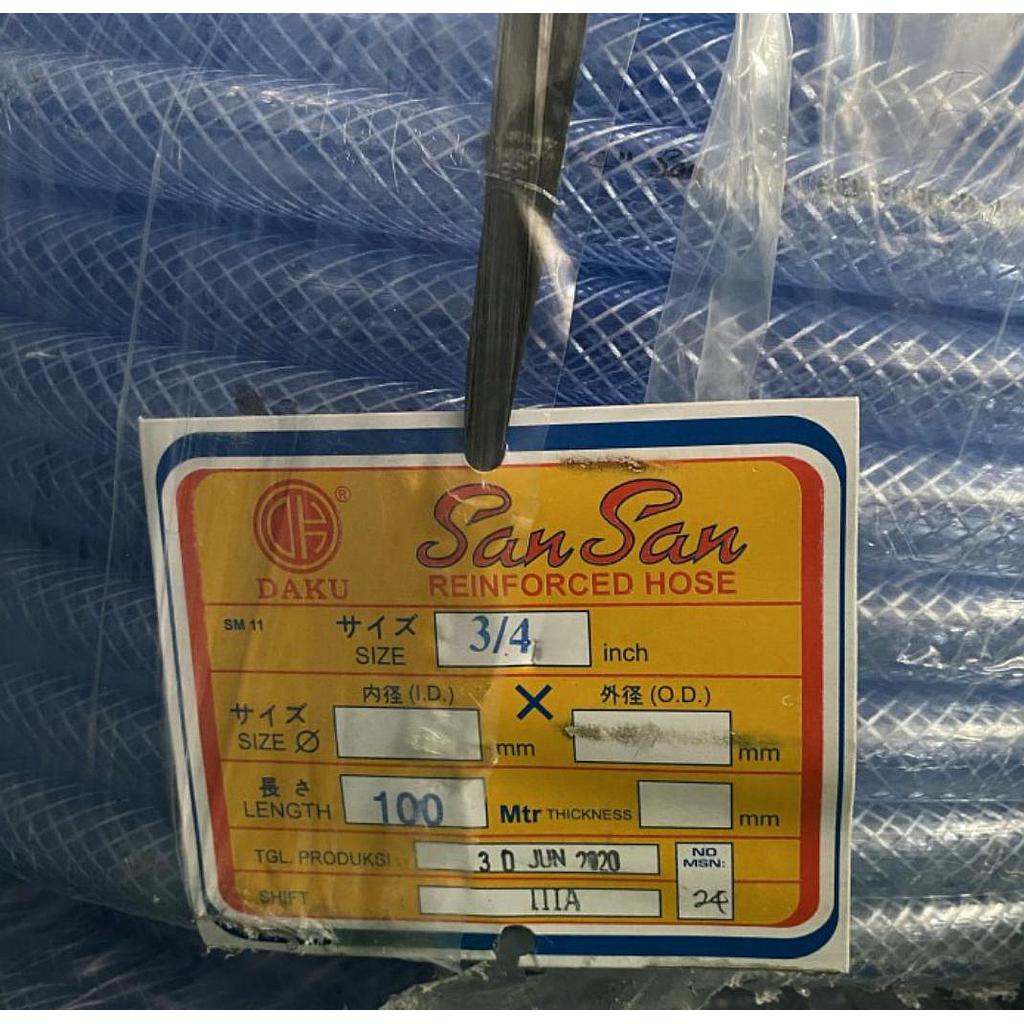 San San
DAKU ®
REINFORCED HOSE
SM 11
サイズ
SIZE
3/4
inch
内径 (I.D.)
×
外径 (O.D.)
サイズ
SIZE Ø
mm
mm
長さ
LENGTH
100
Mtr THICKNESS
mm
TGL. PRODUKSI
30 JUN 2020
NO
MSN:
SHIFT
IIIA
24